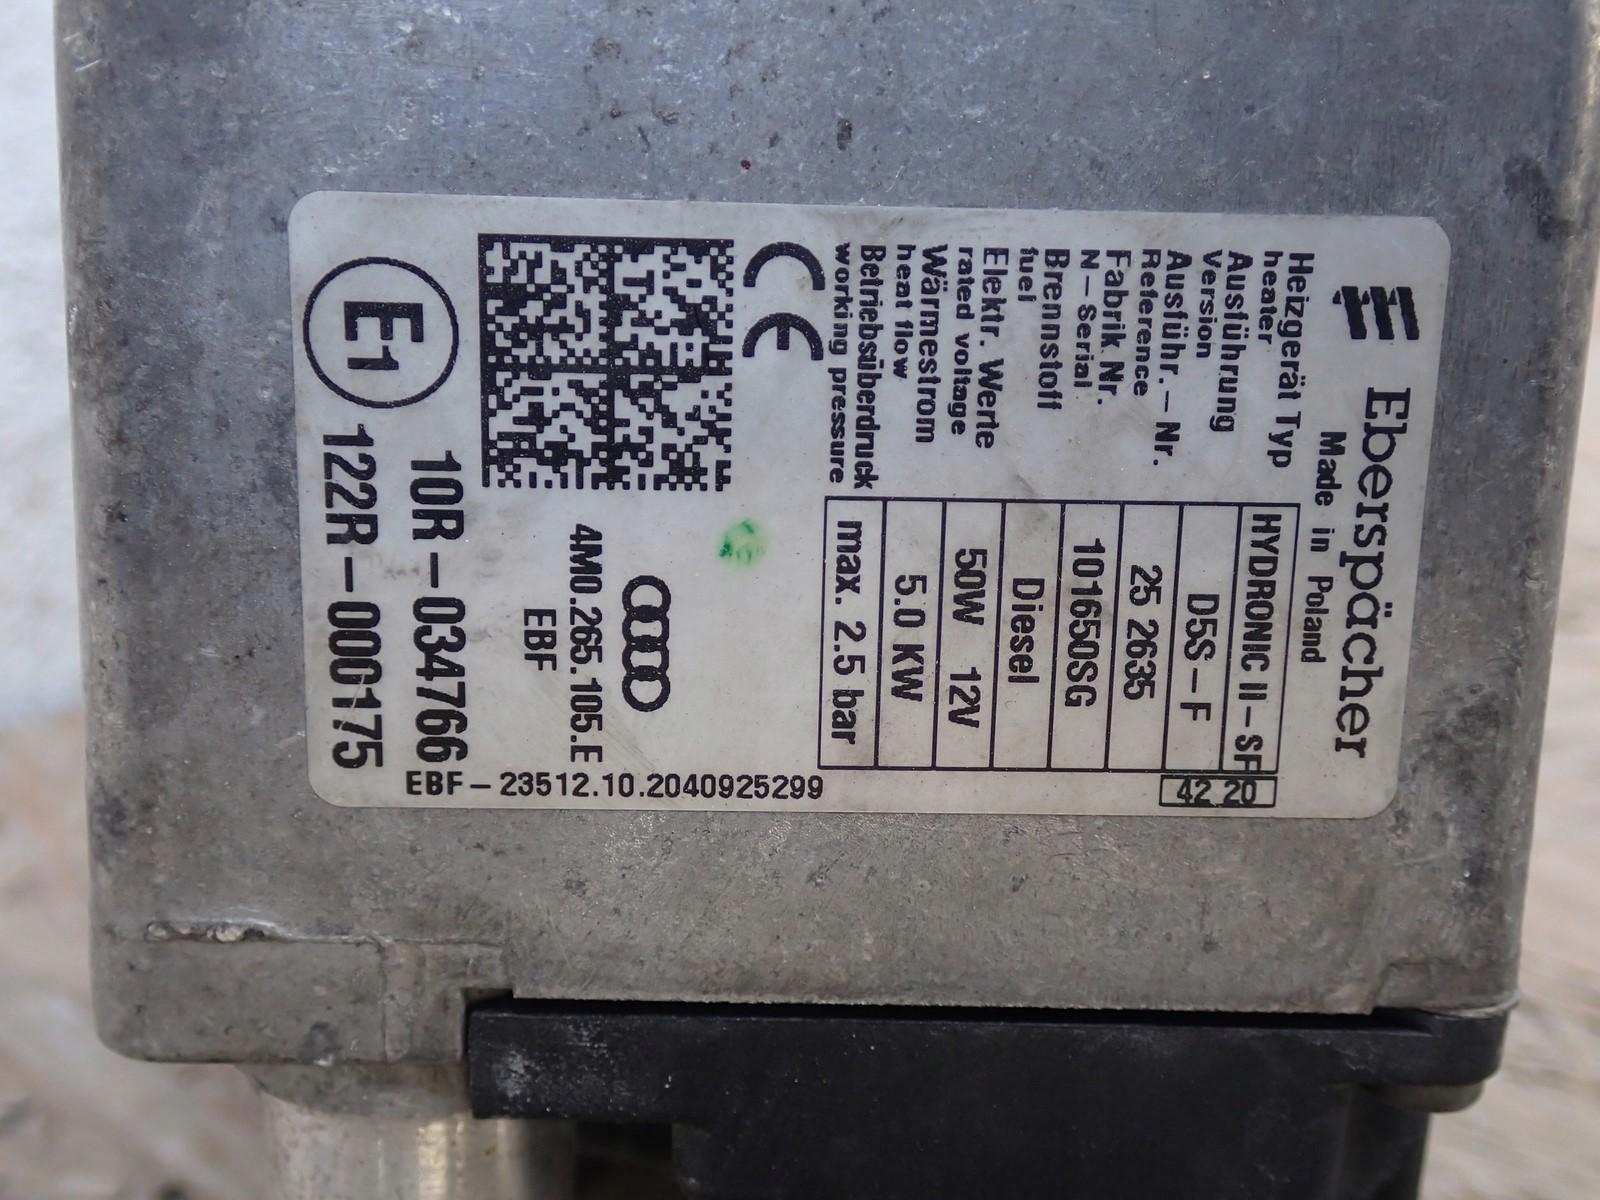 Eberspächer
Made in Poland
Heizgerät Typ
heater
HYDRONIC II-SF
Ausführung
Version
D5S-F
Ausführ.-Nr.
Reference
25 2635
Fabrik Nr.
N-Serial
101650SG
Brennstoff
fuel
Diesel
Elektr. Werte
rated voltage
50W 12V
Wärmestrom
heat flow
5.0 KW
Betriebsüberdruck
working pressure
max. 2.5 bar
42 20
CE
4M0.265.105.E
EBF
E1
10R-034766
122R-000175
EBF-23512.10.2040925299